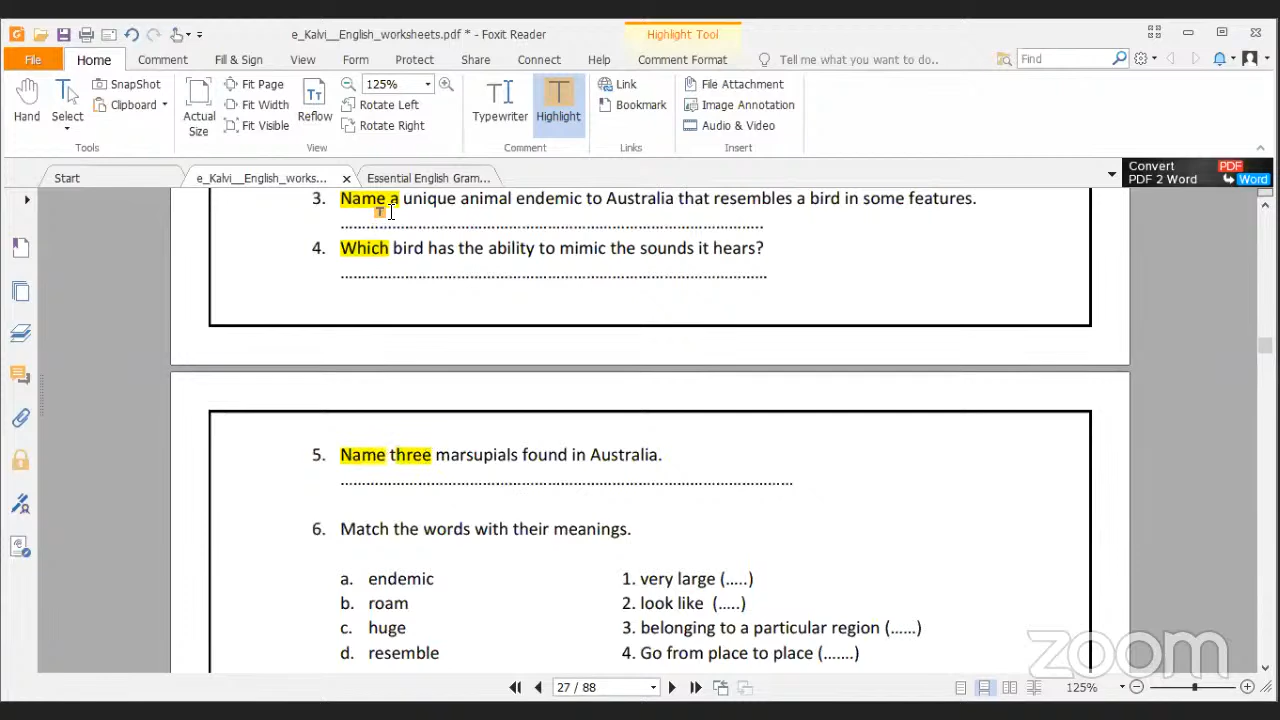 e_Kalvi__English_worksheets.pdf * - Foxit Reader
Highlight Tool
File
Home
Comment
Fill & Sign
View
Form
Protect
Share
Connect
Help
Comment Format
Tell me what you want to do..
Find
Hand
Select
SnapShot
Clipboard
Tools
Actual Size
Fit Page
Fit Width
Fit Visible
Reflow
125%
Rotate Left
Rotate Right
View
Typewriter
Highlight
Comment
Link
Bookmark
Links
File Attachment
Image Annotation
Audio & Video
Insert
Start
e_Kalvi__English_works...
Essential English Gram...
Convert PDF
PDF 2 Word Word
3. Name a unique animal endemic to Australia that resembles a bird in some features.
4. Which bird has the ability to mimic the sounds it hears?
5. Name three marsupials found in Australia.
6. Match the words with their meanings.
a. endemic 1. very large (.....)
b. roam 2. look like (.....)
c. huge 3. belonging to a particular region (......)
d. resemble 4. Go from place to place (.......)
zoom
27 / 88
125%